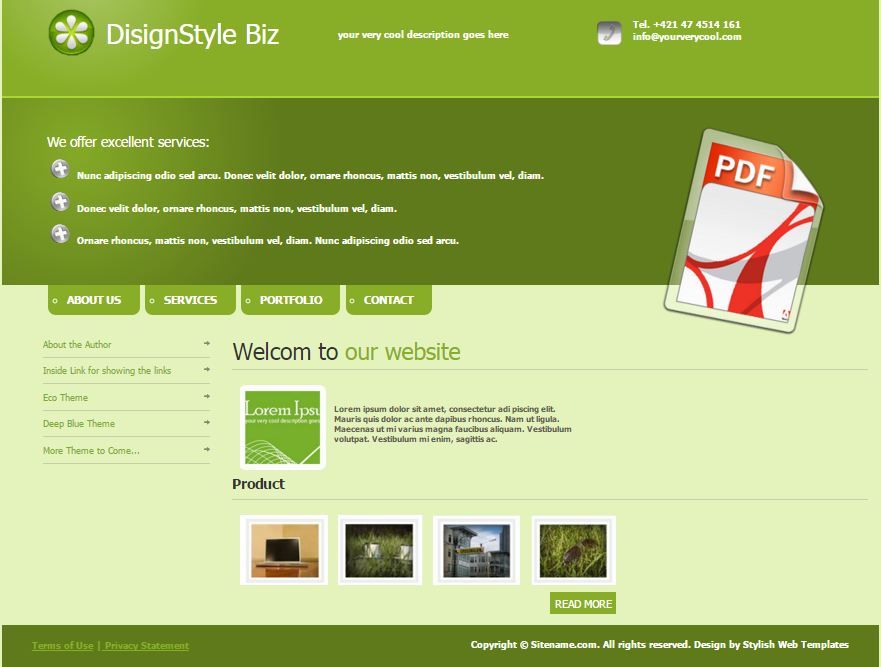 DisignStyle Biz
your very cool description goes here
Tel. +421 47 4514 161
info@yourverycool.com
We offer excellent services:
Nunc adipiscing odio sed arcu. Donec velit dolor, ornare rhoncus, mattis non, vestibulum vel, diam.
Donec velit dolor, ornare rhoncus, mattis non, vestibulum vel, diam.
Ornare rhoncus, mattis non, vestibulum vel, diam. Nunc adipiscing odio sed arcu.
PDF
ABOUT US
SERVICES
PORTFOLIO
CONTACT
About the Author
Inside Link for showing the links
Eco Theme
Deep Blue Theme
More Theme to Come...
Welcom to our website
Lorem Ipsu
your very cool description goes
Lorem ipsum dolor sit amet, consectetur adi piscing elit.
Mauris quis dolor ac ante dapibus rhoncus. Nam ut ligula.
Maecenas ut mi varius magna faucibus aliquam. Vestibulum
volutpat. Vestibulum mi enim, sagittis ac.
Product
READ MORE
Terms of Use | Privacy Statement
Copyright © Sitename.com. All rights reserved. Design by Stylish Web Templates